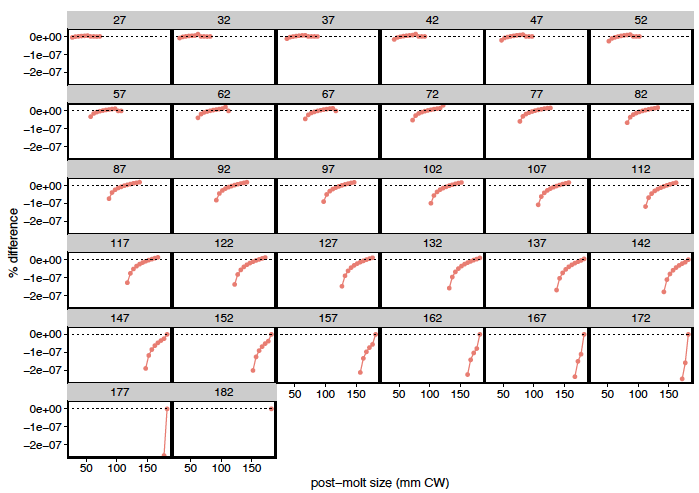 27 32 37 42 47 52
0e+00
−1e−07
−2e−07
57 62 67 72 77 82
0e+00
−1e−07
−2e−07
87 92 97 102 107 112
0e+00
−1e−07
−2e−07
117 122 127 132 137 142
0e+00
−1e−07
−2e−07
147 152 157 162 167 172
0e+00
−1e−07
−2e−07
177 182 50 100 150 50 100 150 50 100 150 50 100 150
0e+00
−1e−07
−2e−07
50 100 150 50 100 150
% difference
post−molt size (mm CW)